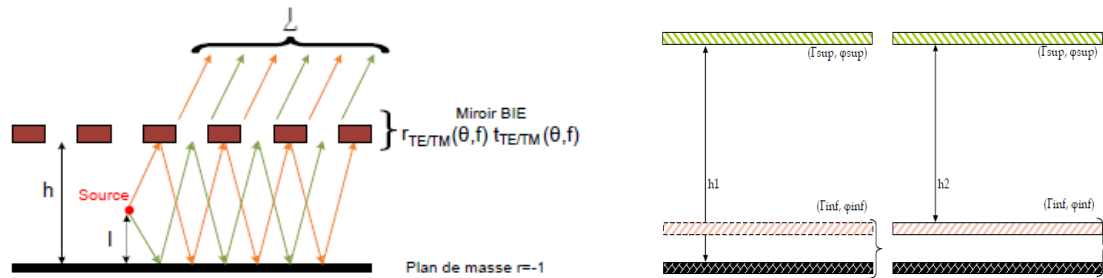 L
Miroir BIE
r_TE/TM(θ,f) t_TE/TM(θ,f)
h
Source
l
Plan de masse r=-1
(Γsup, φsup)
(Γsup, φsup)
h1
h2
(Γinf, φinf)
(Γinf, φinf)